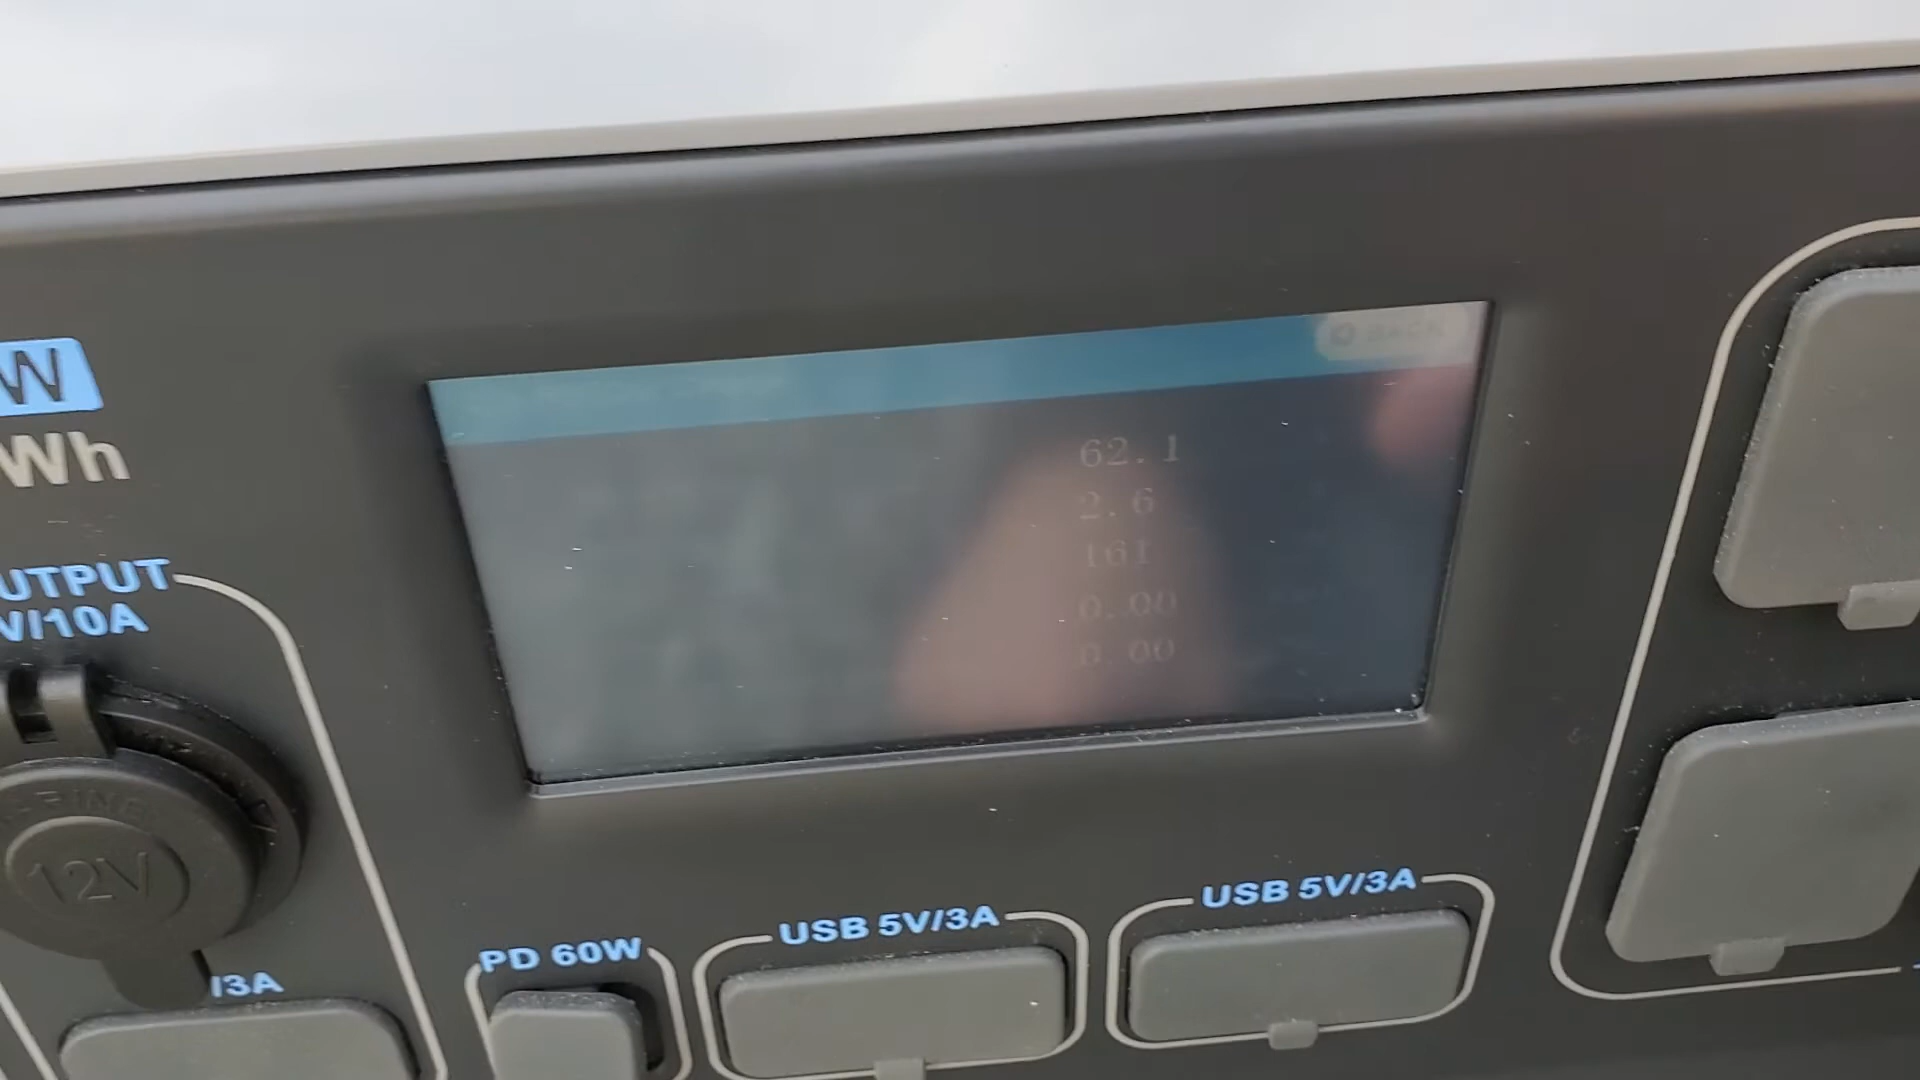 W
Wh
UTPUT
V/10A
62.1
2.6
161
0.00
0.00
12V
/3A
PD 60W
USB 5V/3A
USB 5V/3A